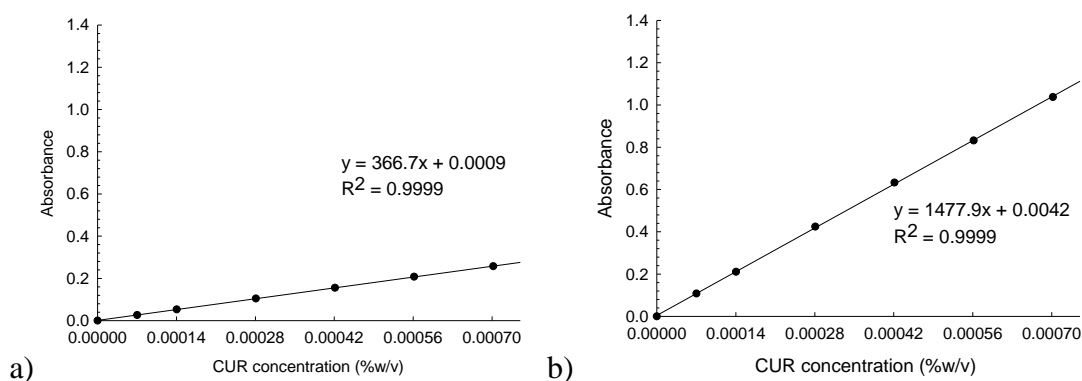 1.4
1.2
1.0
0.8
0.6
0.4
0.2
0.0
Absorbance
y = 366.7x + 0.0009
R2 = 0.9999
0.00000 0.00014 0.00028 0.00042 0.00056 0.00070
CUR concentration (%w/v)
a)
1.4
1.2
1.0
0.8
0.6
0.4
0.2
0.0
Absorbance
y = 1477.9x + 0.0042
R2 = 0.9999
0.00000 0.00014 0.00028 0.00042 0.00056 0.00070
CUR concentration (%w/v)
b)